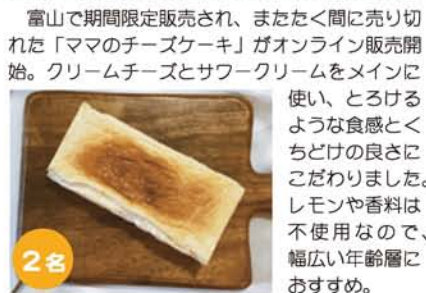 富山で期間限定販売され、またたく間に売り切
れた「ママのチーズケーキ」がオンライン販売開
始。クリームチーズとサワークリームをメインに
使い、とろける
ような食感とく
ちどけの良さに
こだわりました。
レモンや香料は
不使用なので、
幅広い年齢層に
おすすめ。
2名